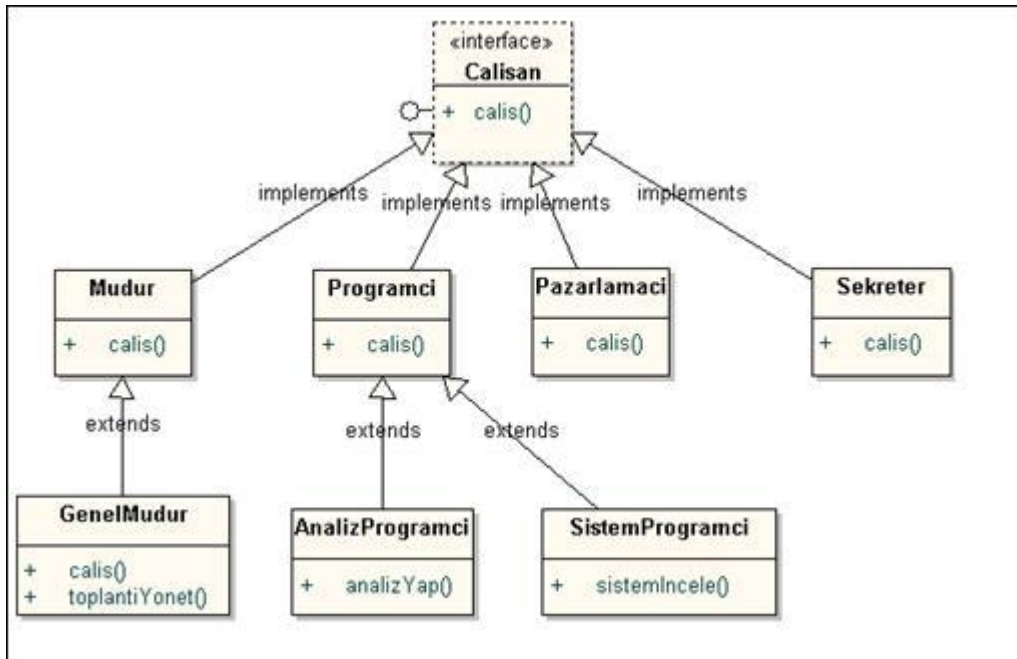 «interface»
Calisan
+ calis()
implements
implements
implements
implements
Mudur
+ calis()
Programci
+ calis()
Pazarlamaci
+ calis()
Sekreter
+ calis()
extends
extends
extends
GenelMudur
+ calis()
+ toplantiYonet()
AnalizProgramci
+ analizYap()
SistemProgramci
+ sistemIncele()